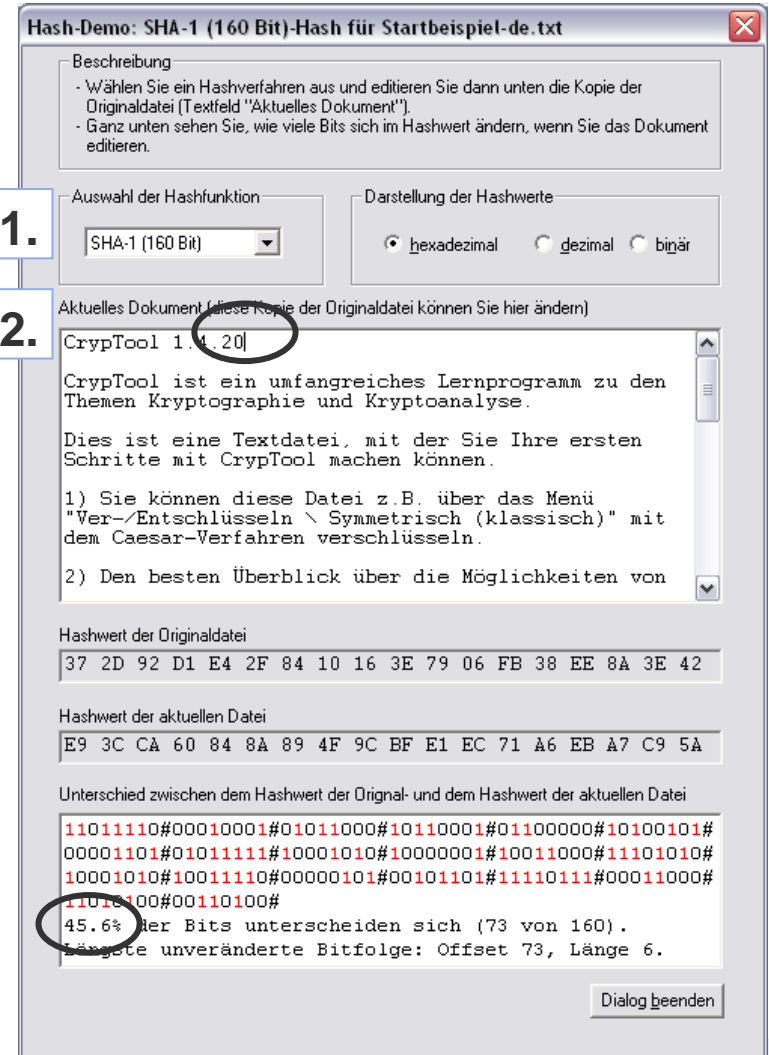 Hash-Demo: SHA-1 (160 Bit)-Hash für Startbeispiel-de.txt
Beschreibung
- Wählen Sie ein Hashverfahren aus und editieren Sie dann unten die Kopie der
Originaldatei (Textfeld "Aktuelles Dokument").
- Ganz unten sehen Sie, wie viele Bits sich im Hashwert ändern, wenn Sie das Dokument
editieren.
1.
Auswahl der Hashfunktion
SHA-1 (160 Bit)
Darstellung der Hashwerte
hexadezimal
dezimal
binär
2.
Aktuelles Dokument (diese Kopie der Originaldatei können Sie hier ändern)
CrypTool 1.4.20
CrypTool ist ein umfangreiches Lernprogramm zu den
Themen Kryptographie und Kryptoanalyse.
Dies ist eine Textdatei, mit der Sie Ihre ersten
Schritte mit CrypTool machen können.
1) Sie können diese Datei z.B. über das Menü
"Ver-/Entschlüsseln \ Symmetrisch (klassisch)" mit
dem Caesar-Verfahren verschlüsseln.
2) Den besten Überblick über die Möglichkeiten von
Hashwert der Originaldatei
37 2D 92 D1 E4 2F 84 10 16 3E 79 06 FB 38 EE 8A 3E 42
Hashwert der aktuellen Datei
E9 3C CA 60 84 8A 89 4F 9C BF E1 EC 71 A6 EB A7 C9 5A
Unterschied zwischen dem Hashwert der Orignal- und dem Hashwert der aktuellen Datei
11011110#00010001#01011000#10110001#01100000#10100101#
00001101#01011111#10001010#10000001#10011000#11101010#
10001010#10011110#00000101#00101101#11110111#00011000#
11010100#00110100#
45.6% der Bits unterscheiden sich (73 von 160).
Längste unveränderte Bitfolge: Offset 73, Länge 6.
Dialog beenden